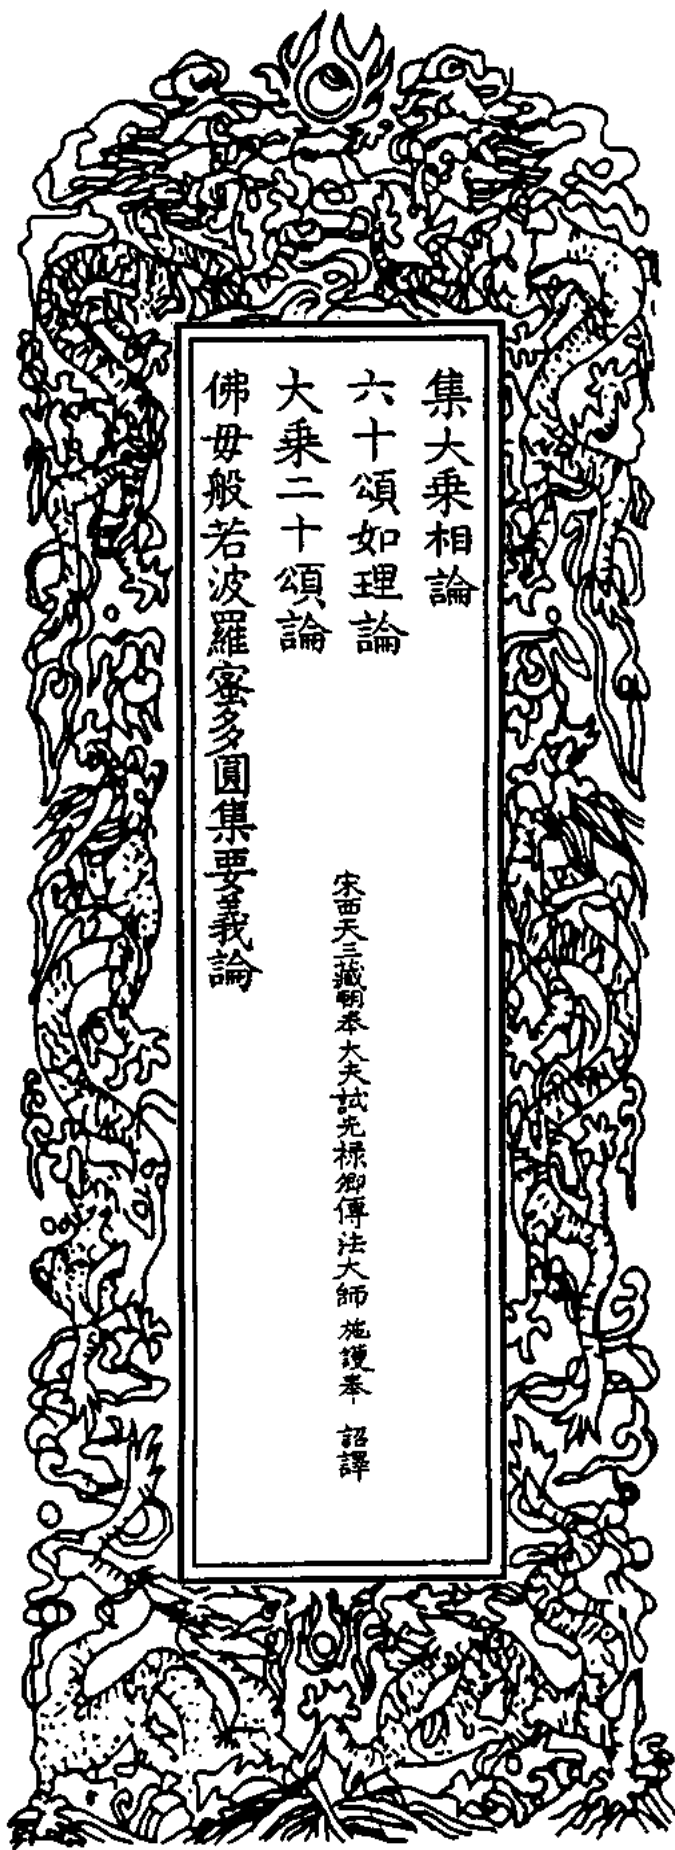 集大乘相論
六十頌如理論
大乘二十頌論
佛毋般若波羅蜜多圓集要義論
宋西天三藏朝奉大夫試光祿卿傳法大師施護奉 詔譯